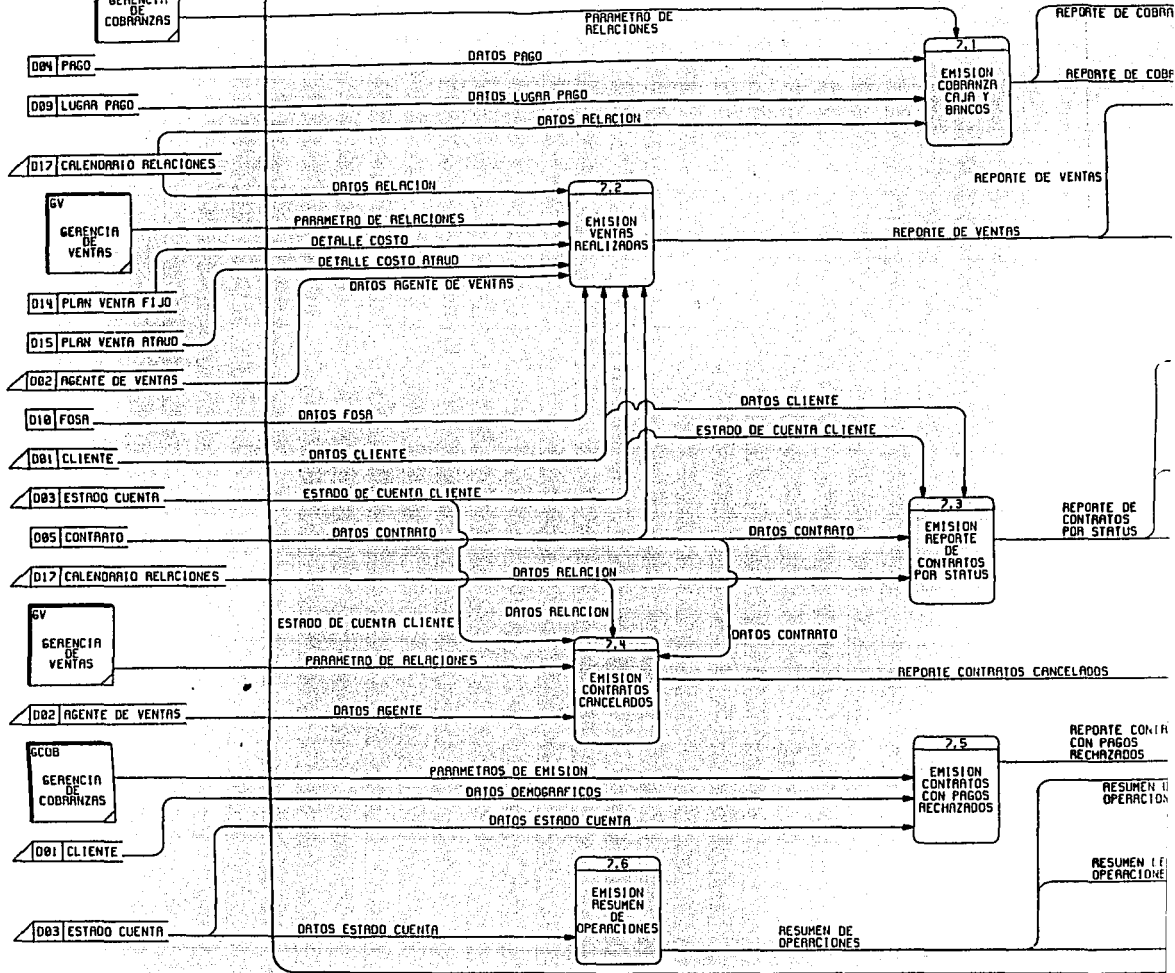 GERENCIA
DE
COBRANZAS
PARAMETRO DE
RELACIONES
REPORTE DE COBRA
D04 PAGO
DATOS PAGO
7.1
EMISION
COBRANZA
CAJA Y
BANCOS
REPORTE DE COBR
D09 LUGAR PAGO
DATOS LUGAR PAGO
DATOS RELACION
D17 CALENDARIO RELACIONES
REPORTE DE VENTAS
DATOS RELACION
7.2
EMISION
VENTAS
REALIZADAS
GV
GERENCIA
DE
VENTAS
PARAMETRO DE RELACIONES
REPORTE DE VENTAS
DETALLE COSTO
DETALLE COSTO ATAUD
DATOS AGENTE DE VENTAS
D14 PLAN VENTA FIJO
D15 PLAN VENTA ATAUD
D02 AGENTE DE VENTAS
D10 FOSA
DATOS FOSA
DATOS CLIENTE
ESTADO DE CUENTA CLIENTE
D01 CLIENTE
DATOS CLIENTE
D03 ESTADO CUENTA
ESTADO DE CUENTA CLIENTE
7.3
EMISION
REPORTE
DE
CONTRATOS
POR STATUS
REPORTE DE
CONTRATOS
POR STATUS
D05 CONTRATO
DATOS CONTRATO
DATOS CONTRATO
D17 CALENDARIO RELACIONES
DATOS RELACION
DATOS RELACION
ESTADO DE CUENTA CLIENTE
DATOS CONTRATO
GV
GERENCIA
DE
VENTAS
PARAMETRO DE RELACIONES
7.4
EMISION
CONTRATOS
CANCELADOS
REPORTE CONTRATOS CANCELADOS
D02 AGENTE DE VENTAS
DATOS AGENTE
GCOB
GERENCIA
DE
COBRANZAS
PARAMETROS DE EMISION
DATOS DEMOGRAFICOS
DATOS ESTADO CUENTA
7.5
EMISION
CONTRATOS
CON PAGOS
RECHAZADOS
REPORTE CONTR
CON PAGOS
RECHAZADOS
RESUMEN D
OPERACION
D01 CLIENTE
7.6
EMISION
RESUMEN
DE
OPERACIONES
RESUMEN DE
OPERACIONE
D03 ESTADO CUENTA
DATOS ESTADO CUENTA
RESUMEN DE
OPERACIONES